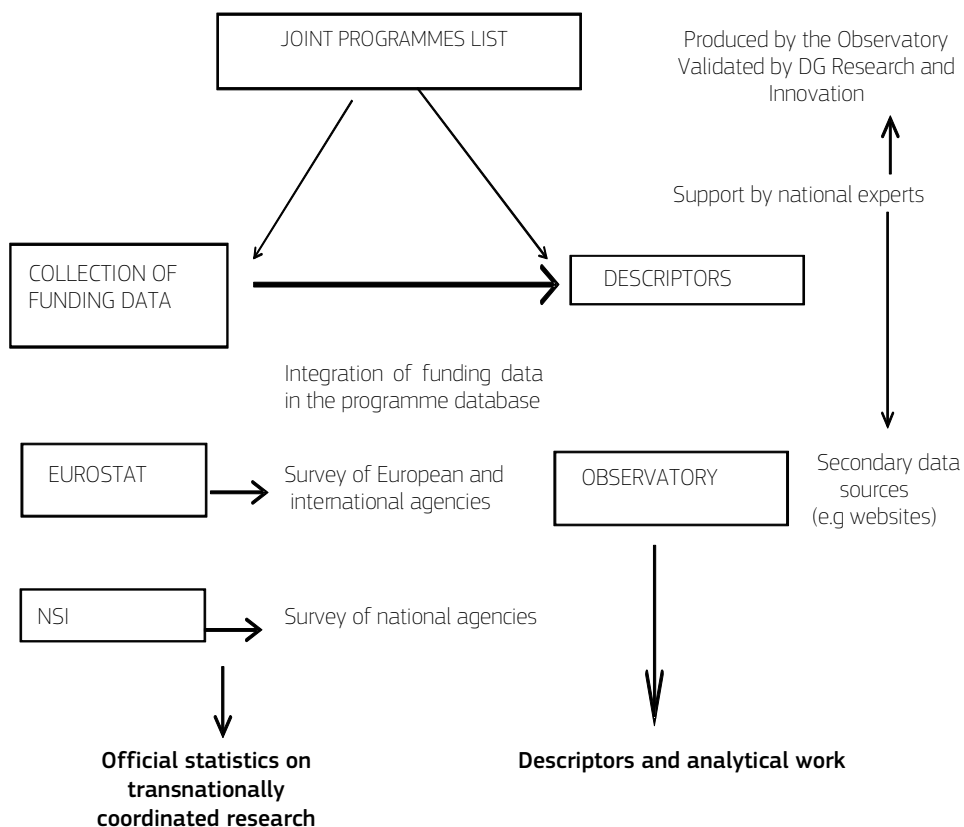 JOINT PROGRAMMES LIST
Produced by the Observatory
Validated by DG Research and
Innovation
Support by national experts
COLLECTION OF
FUNDING DATA
DESCRIPTORS
Integration of funding data
in the programme database
EUROSTAT
Survey of European and
international agencies
OBSERVATORY
Secondary data
sources
(e.g websites)
NSI
Survey of national agencies
Official statistics on
transnationally
coordinated research
Descriptors and analytical work